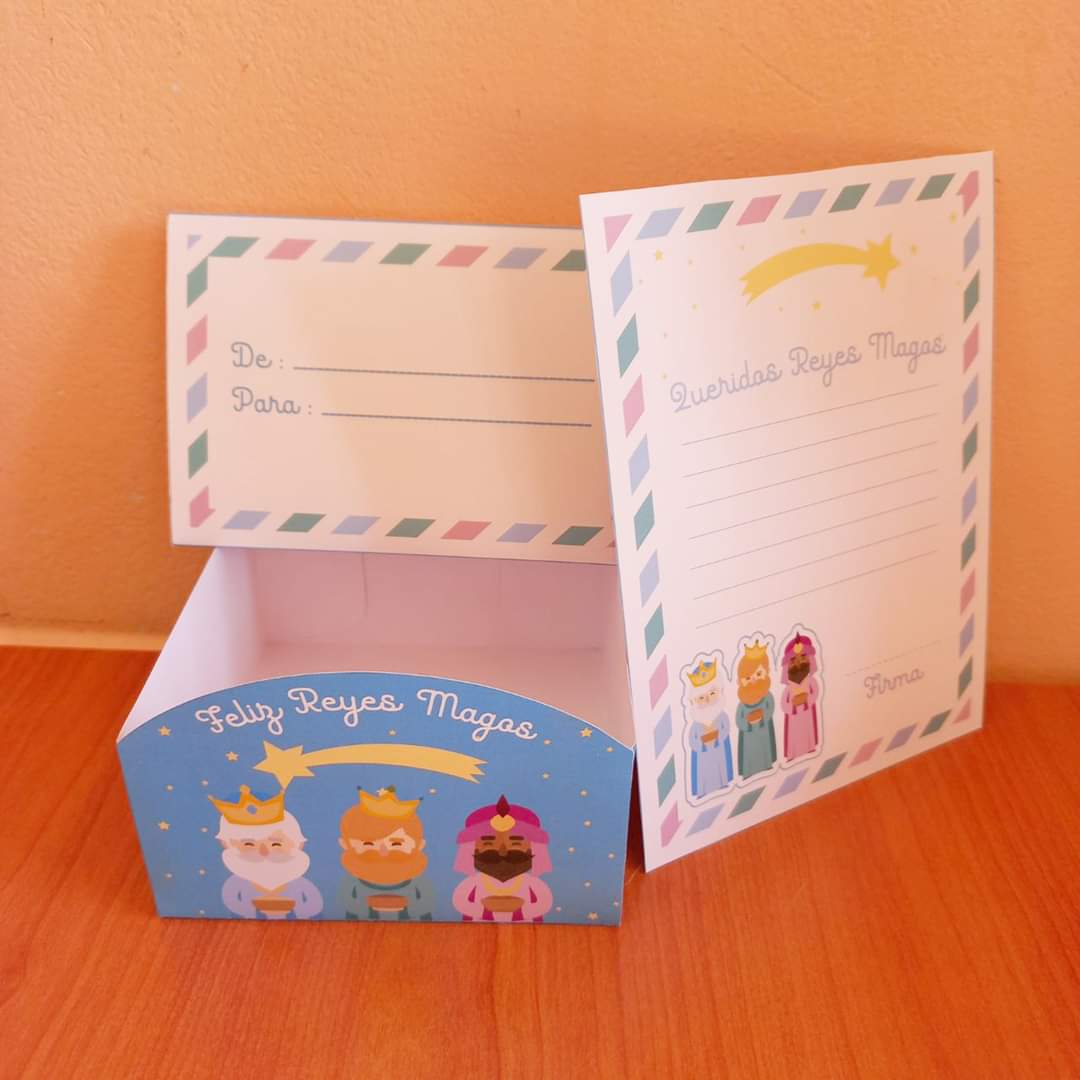 De :
Para :
Queridos Reyes Magos
Firma
Feliz Reyes Magos